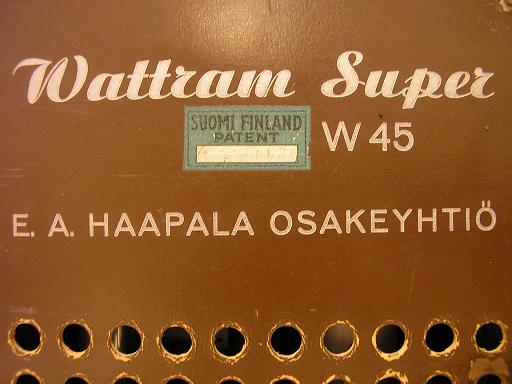 Wattram Super
SUOMI FINLAND
PATENT
W 45
E. A. HAAPALA OSAKEYHTIÖ